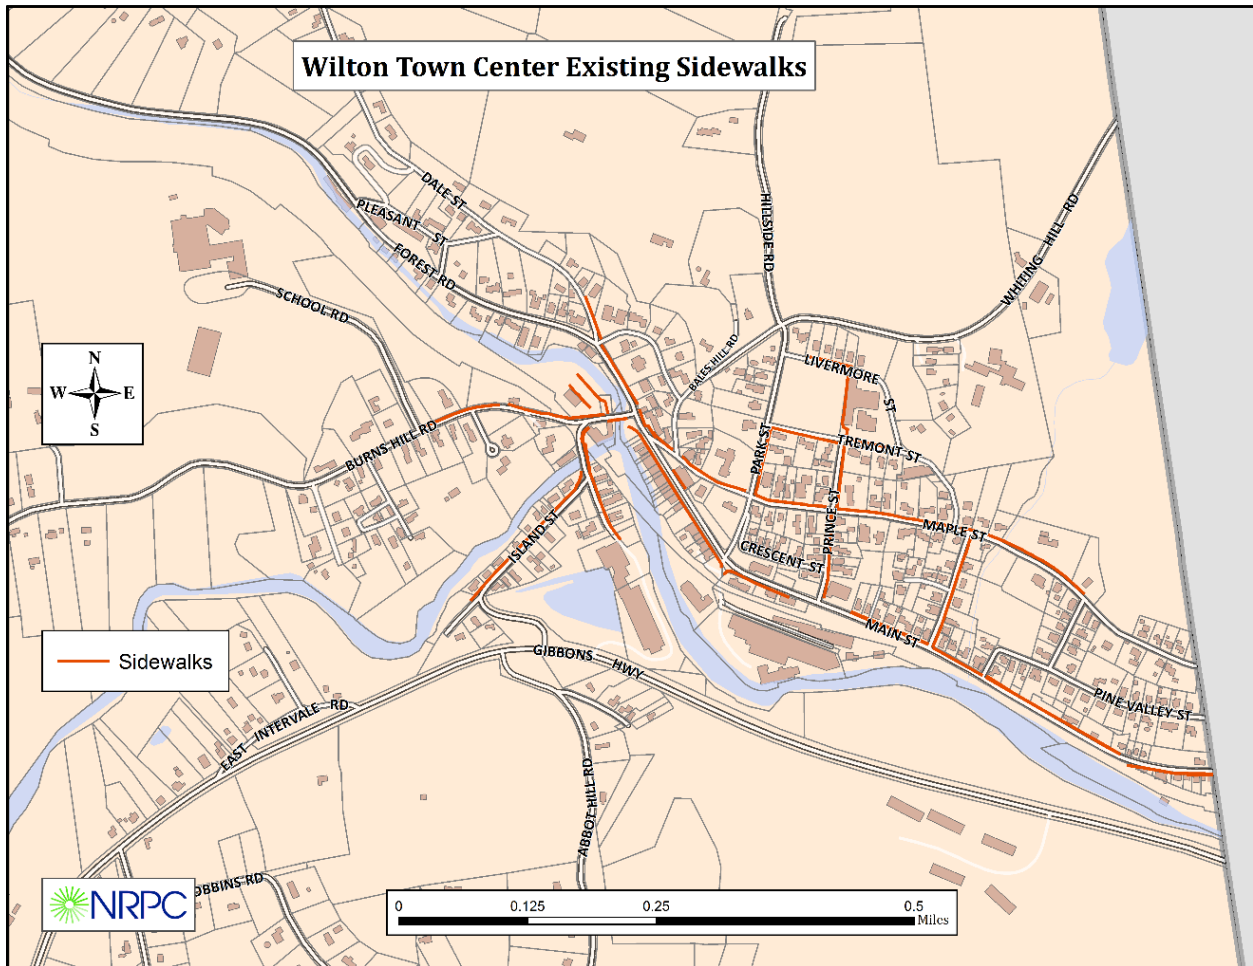 Wilton Town Center Existing Sidewalks
DALE ST
PLEASANT ST
FOREST RD
HILLSIDE RD
WHITING HILL RD
SCHOOL RD
BALES HILL RD
LIVERMORE ST
N
W E
S
BURNS HILL RD
PARK ST
TREMONT ST
PRINCE ST
MAPLE ST
ISLAND ST
CRESCENT ST
MAIN ST
Sidewalks
GIBBONS HWY
PINE VALLEY ST
EAST INTERVALE RD
ABBOT HILL RD
OBBINS RD
NRPC
0 0.125 0.25 0.5
Miles